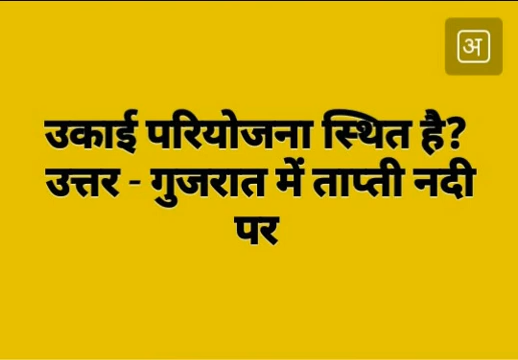 अ
उकाई परियोजना स्थित है?
उत्तर - गुजरात में ताप्ती नदी
पर